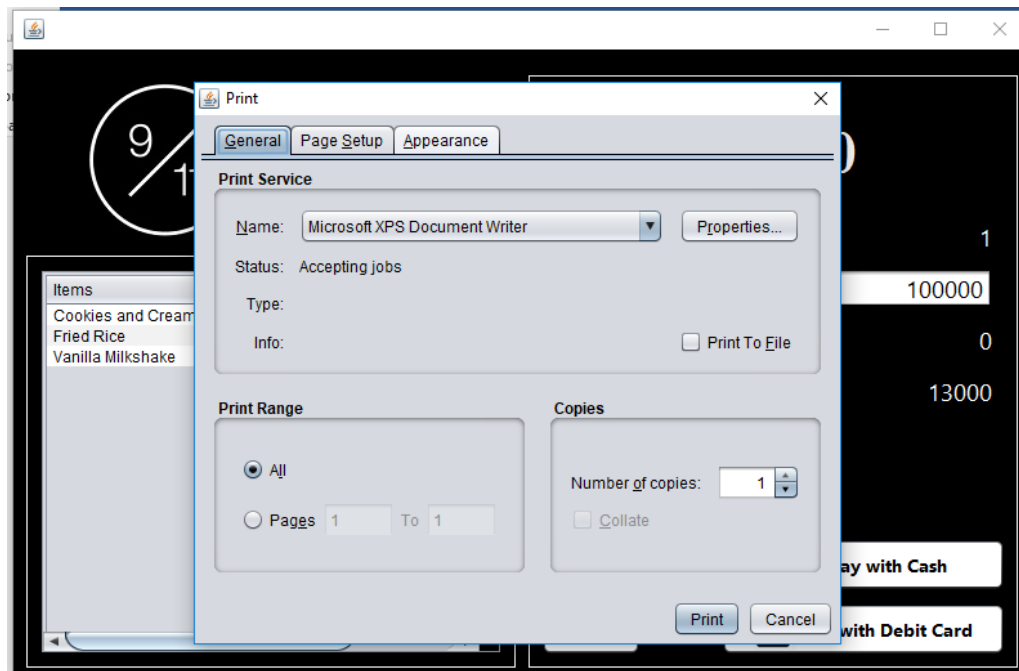 Print
General Page Setup Appearance
Print Service
Name: Microsoft XPS Document Writer Properties...
Status: Accepting jobs
Type:
Info: Print To File
Print Range
All
Pages 1 To 1
Copies
Number of copies: 1
Collate
Print Cancel
9/1
Items
Cookies and Cream
Fried Rice
Vanilla Milkshake
1
100000
0
13000
ay with Cash
with Debit Card